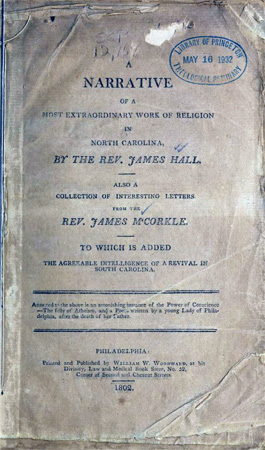 LIBRARY OF PRINCETON
MAY 16 1932
THEOLOGICAL SEMINARY
A
NARRATIVE
OF A
MOST EXTRAORDINARY WORK OF RELIGION
IN
NORTH CAROLINA,
BY THE REV. JAMES HALL.
ALSO A
COLLECTION OF INTERESTING LETTERS
FROM THE
REV. JAMES M'CORKLE.
TO WHICH IS ADDED
THE AGREEABLE INTELLIGENCE OF A REVIVAL IN
SOUTH CAROLINA.
Annexed to the above is an astonishing instance of the Power of Conscience
—The folly of Atheism, and a Poem written by a young Lady of Phila-
delphia, after the death of her Father.
PHILADELPHIA:
Printed and Published by WILLIAM W. WOODWARD, at his
Divinity, Law and Medical Book Store, No. 52,
Corner of Second and Chesnut Streets.
1802.